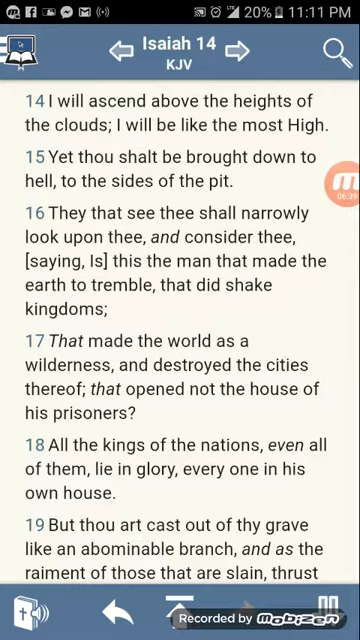 20% 11:11 PM
Isaiah 14
KJV
14 I will ascend above the heights of
the clouds; I will be like the most High.
15 Yet thou shalt be brought down to
hell, to the sides of the pit.
06:39
16 They that see thee shall narrowly
look upon thee, and consider thee,
[saying, Is] this the man that made the
earth to tremble, that did shake
kingdoms;
17 That made the world as a
wilderness, and destroyed the cities
thereof; that opened not the house of
his prisoners?
18 All the kings of the nations, even all
of them, lie in glory, every one in his
own house.
19 But thou art cast out of thy grave
like an abominable branch, and as the
raiment of those that are slain, thrust
Recorded by Mobizen